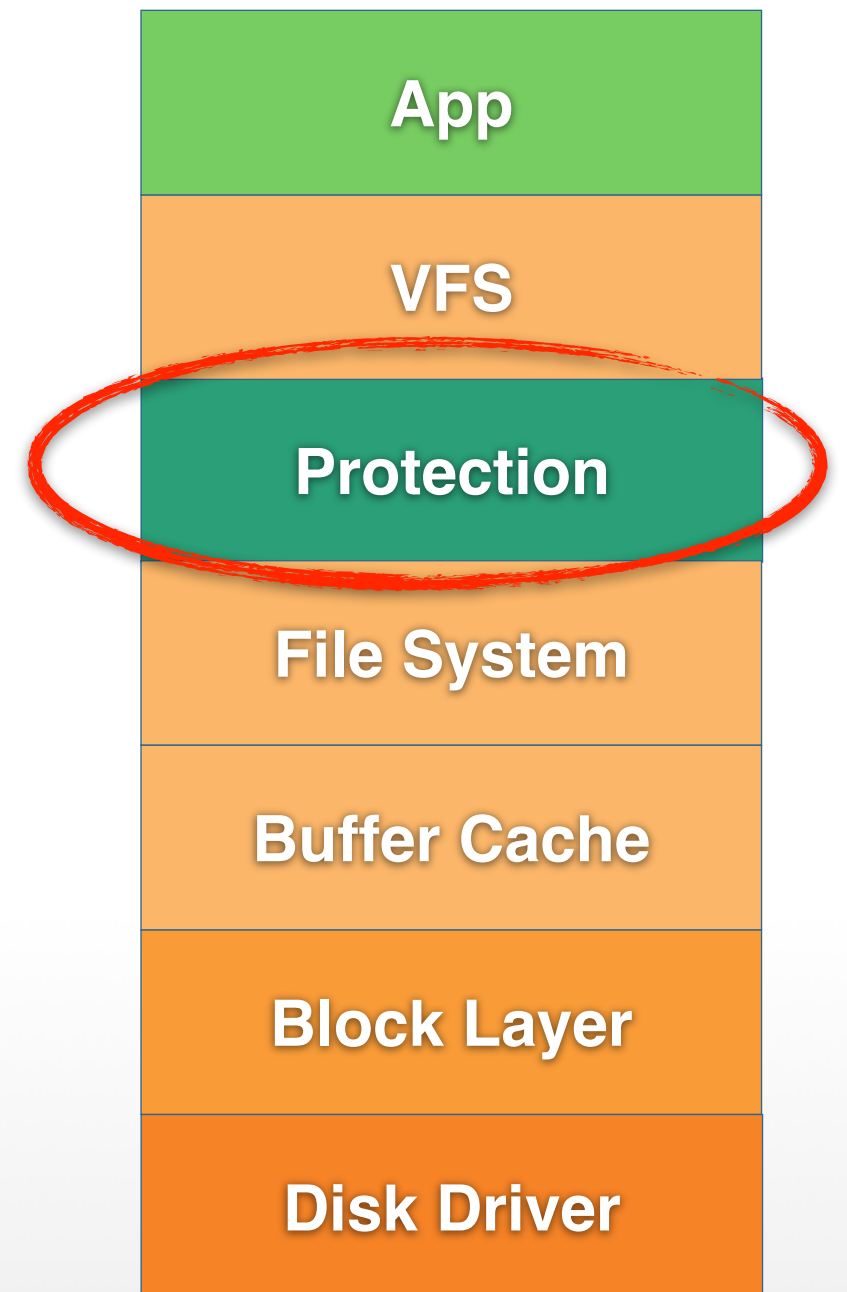 App
VFS
Protection
File System
Buffer Cache
Block Layer
Disk Driver